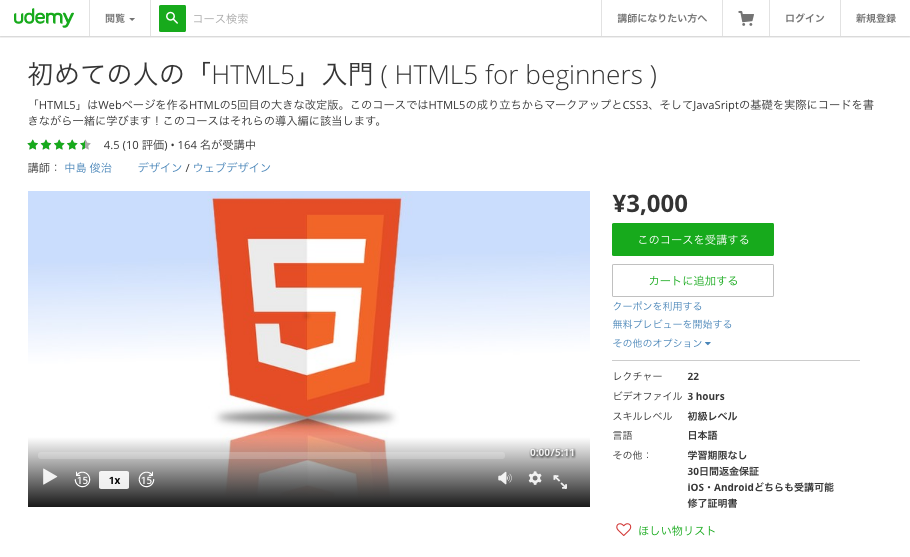 udemy 閲覧 コース検索 講師になりたい方へ ログイン 新規登録
初めての人の「HTML5」入門 ( HTML5 for beginners )
「HTML5」はWebページを作るHTMLの5回目の大きな改定版。このコースではHTML5の成り立ちからマークアップとCSS3、そしてJavaSriptの基礎を実際にコードを書
きながら一緒に学びます！このコースはそれらの導入編に該当します。
4.5 (10 評価) • 164 名が受講中
講師： 中島 俊治 デザイン / ウェブデザイン
5
0:00/5:11
15 1x 15
¥3,000
このコースを受講する
カートに追加する
クーポンを利用する
無料プレビューを開始する
その他のオプション
レクチャー 22
ビデオファイル 3 hours
スキルレベル 初級レベル
言語 日本語
その他： 学習期限なし
30日間返金保証
iOS・Androidどちらも受講可能
修了証明書
ほしい物リスト